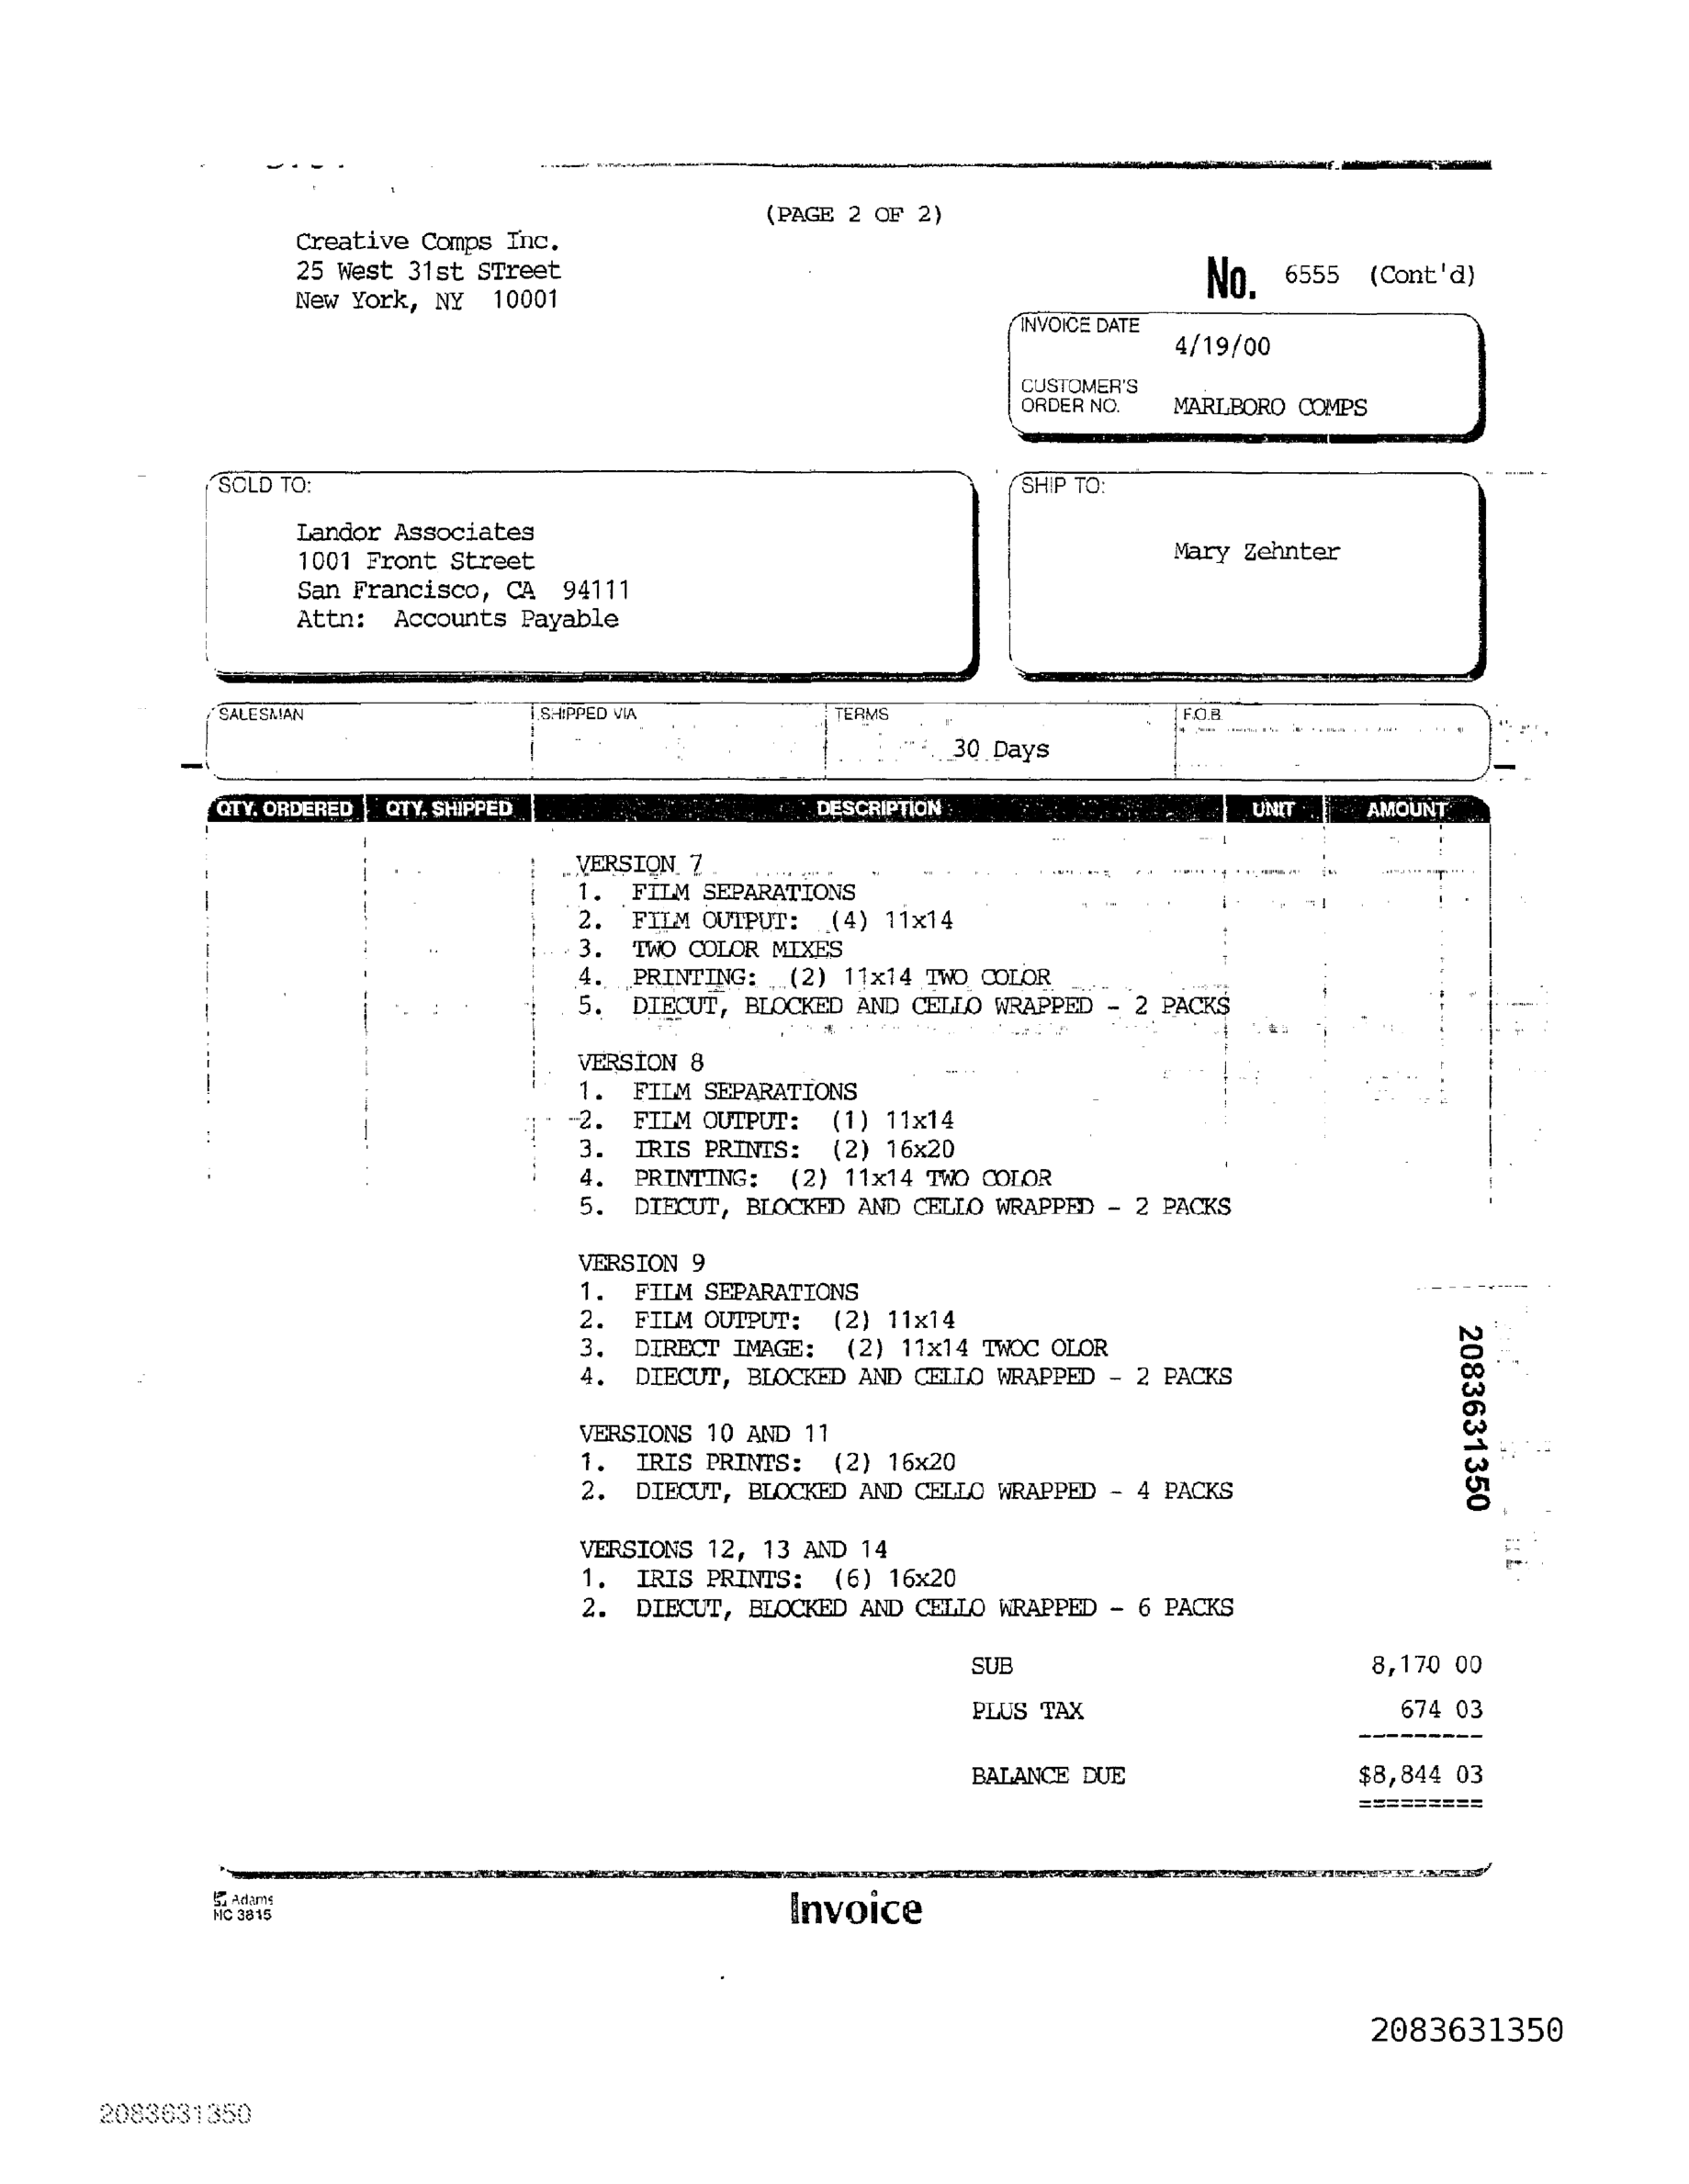 (PAGE 2 OF 2)
Creative Comps Inc.
25 West 31st STreet
New York, NY 10001
No. 6555 (Cont'd)
INVOICE DATE
4/19/00
CUSTOMER'S
ORDER NO. MARLBORO COMPS
SOLD TO:
Landor Associates
1001 Front Street
San Francisco, CA 94111
Attn: Accounts Payable
SHIP TO:
Mary Zehnter
SALESMAN SHIPPED VIA TERMS F.O.B.
30 Days
QTY. ORDERED QTY. SHIPPED DESCRIPTION UNIT AMOUNT
VERSION 7
1. FILM SEPARATIONS
2. FILM OUTPUT: (4) 11x14
3. TWO COLOR MIXES
4. PRINTING: (2) 11x14 TWO COLOR
5. DIECUT, BLOCKED AND CELLO WRAPPED - 2 PACKS
VERSION 8
1. FILM SEPARATIONS
2. FILM OUTPUT: (1) 11x14
3. IRIS PRINTS: (2) 16x20
4. PRINTING: (2) 11x14 TWO COLOR
5. DIECUT, BLOCKED AND CELLO WRAPPED - 2 PACKS
VERSION 9
1. FILM SEPARATIONS
2. FILM OUTPUT: (2) 11x14
3. DIRECT IMAGE: (2) 11x14 TWOC OLOR
4. DIECUT, BLOCKED AND CELLO WRAPPED - 2 PACKS
VERSIONS 10 AND 11
1. IRIS PRINTS: (2) 16x20
2. DIECUT, BLOCKED AND CELLO WRAPPED - 4 PACKS
VERSIONS 12, 13 AND 14
1. IRIS PRINTS: (6) 16x20
2. DIECUT, BLOCKED AND CELLO WRAPPED - 6 PACKS
2083631350
SUB 8,170 00
PLUS TAX 674 03
BALANCE DUE $8,844 03
Adams
NC 3815
Invoice
2083631350
2083631350